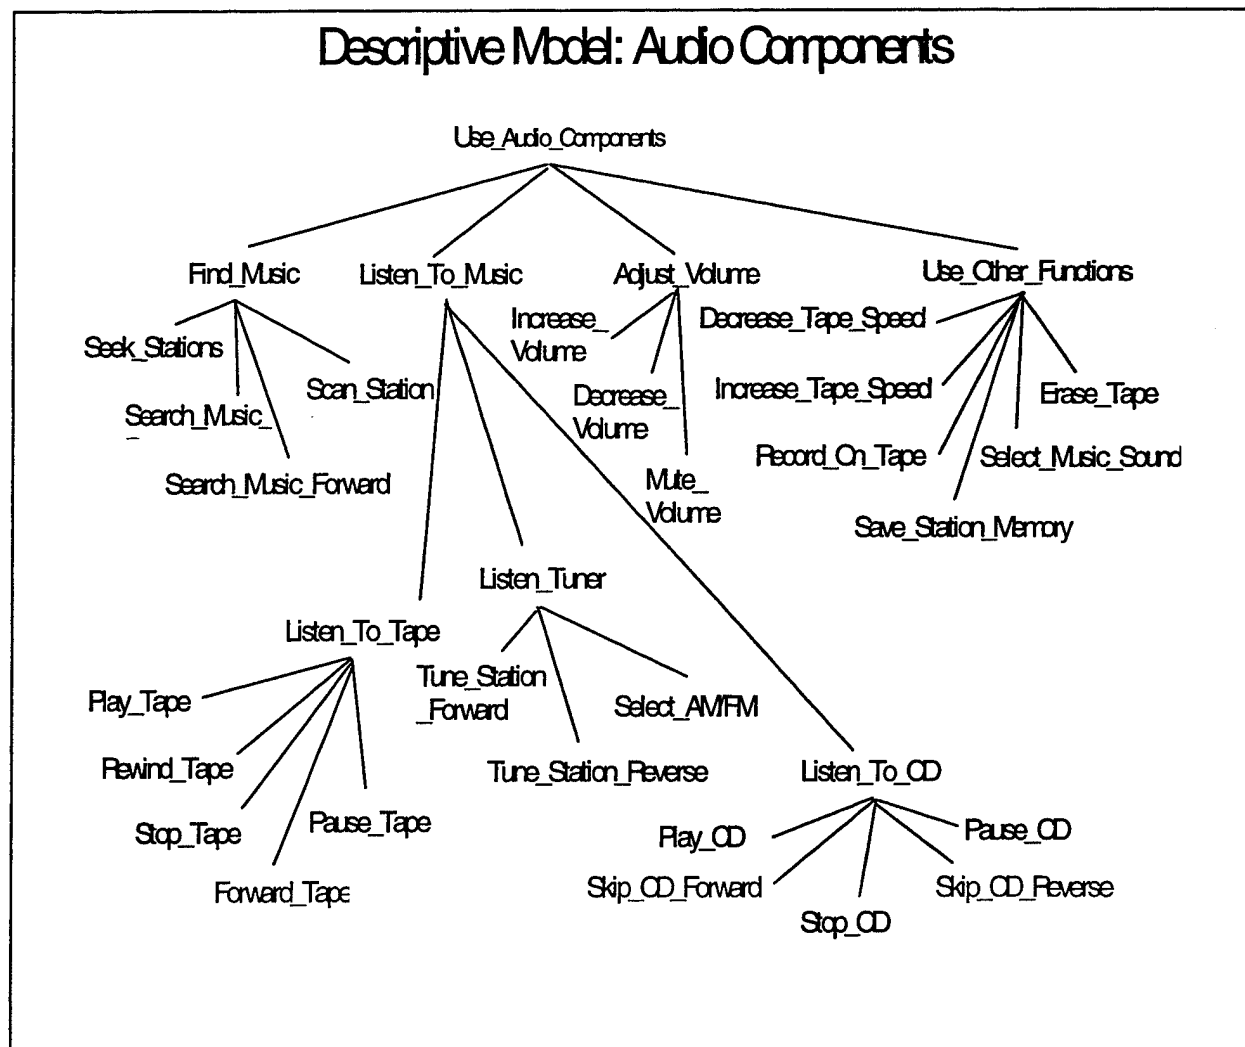 Descriptive Model: Audio Components
Use_Audio_Components
Find_Music
Listen_To_Music
Adjust_Volume
Use_Other_Functions
Seek_Stations
Search_Music_
_
Search_Music_Forward
Scan_Station
Increase_
Volume
Decrease_
Volume
Mute_
Volume
Decrease_Tape_Speed
Increase_Tape_Speed
Record_On_Tape
Save_Station_Memory
Select_Music_Sound
Erase_Tape
Listen_To_Tape
Listen_Tuner
Listen_To_CD
Play_Tape
Rewind_Tape
Stop_Tape
Forward_Tape
Pause_Tape
Tune_Station
_Forward
Tune_Station_Reverse
Select_AM/FM
Play_CD
Skip_CD_Forward
Stop_CD
Skip_CD_Reverse
Pause_CD